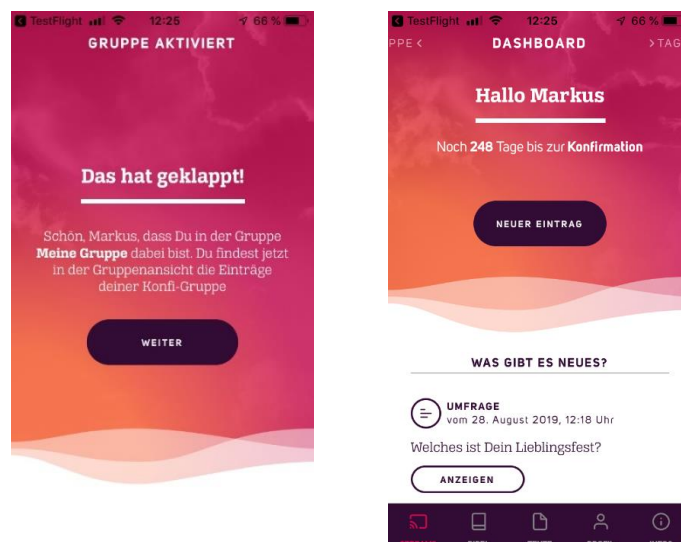 TestFlight 12:25 66 %
GRUPPE AKTIVIERT
Das hat geklappt!
Schön, Markus, dass Du in der Gruppe
Meine Gruppe dabei bist. Du findest jetzt
in der Gruppenansicht die Einträge
deiner Konfi-Gruppe
WEITER
TestFlight 12:25 66 %
PPE < DASHBOARD > TAG
Hallo Markus
Noch 248 Tage bis zur Konfirmation
NEUER EINTRAG
WAS GIBT ES NEUES?
UMFRAGE
vom 28. August 2019, 12:18 Uhr
Welches ist Dein Lieblingsfest?
ANZEIGEN